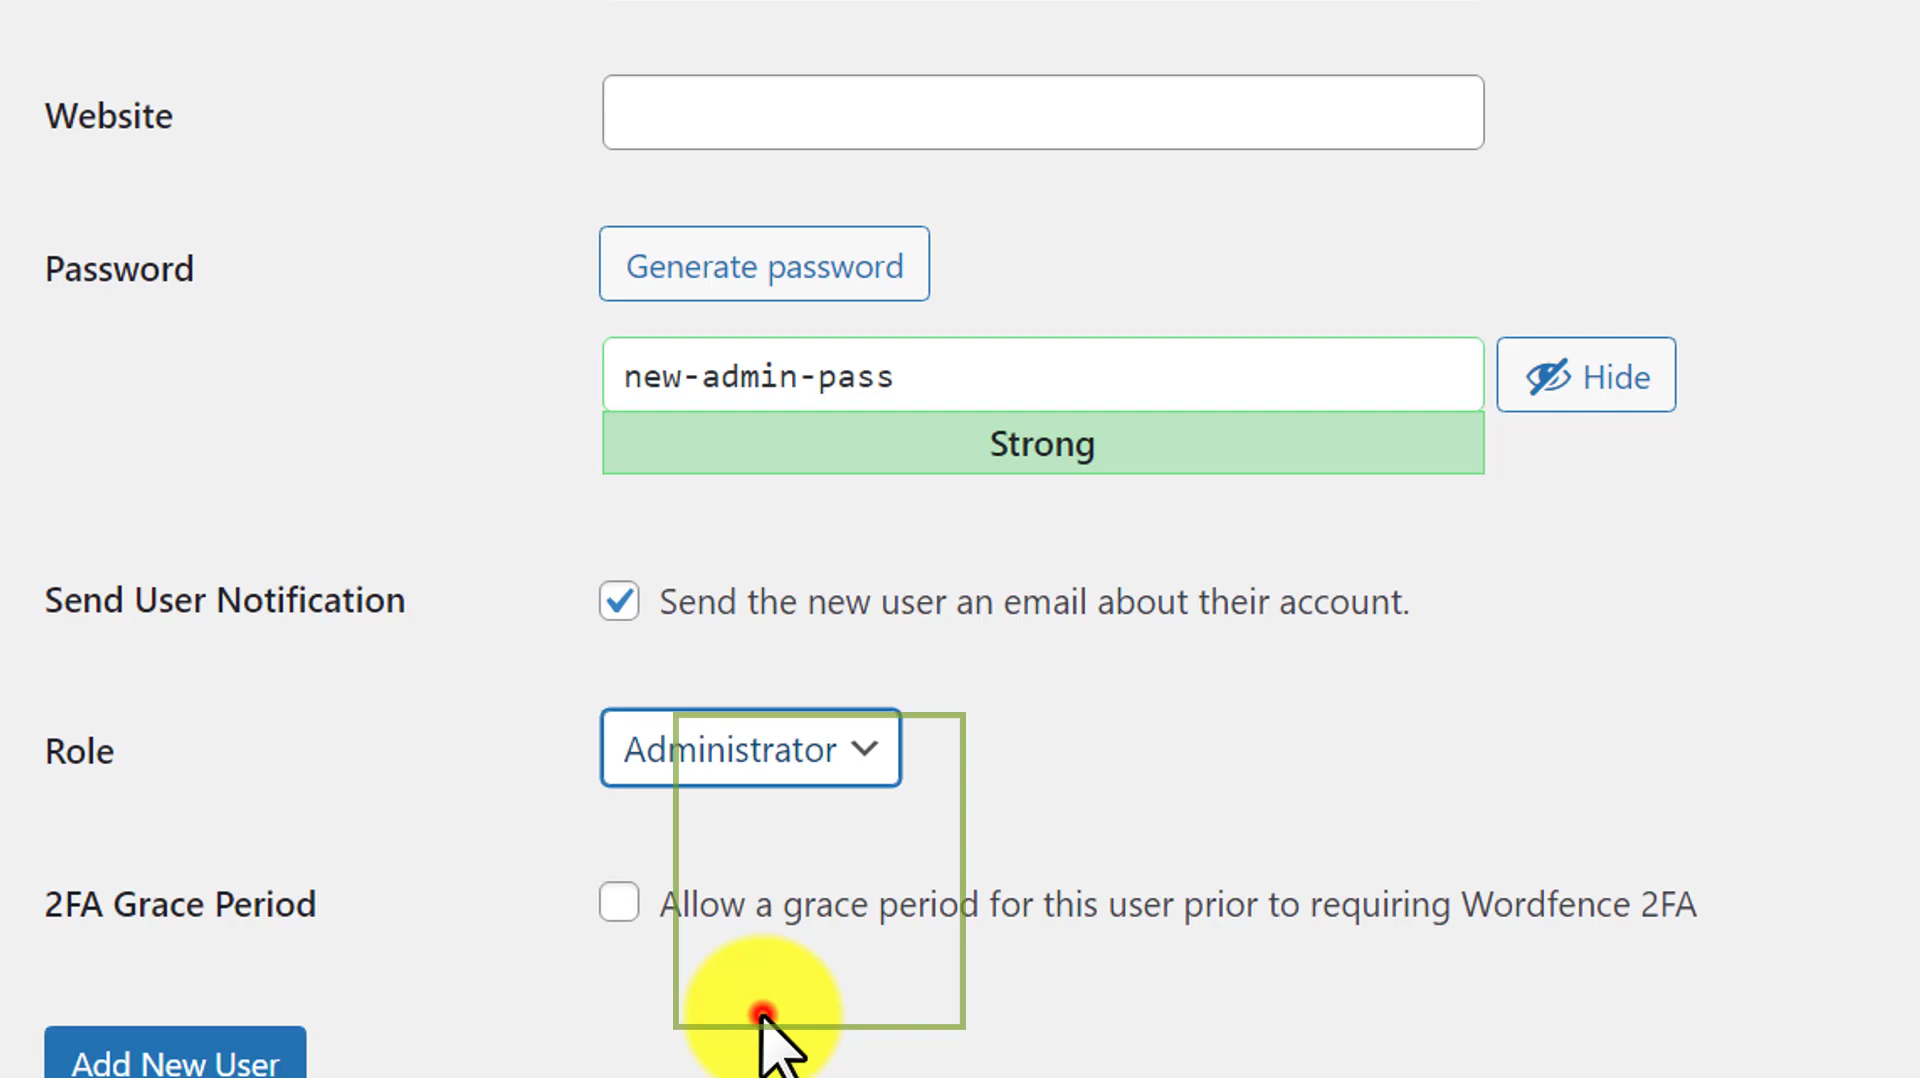 Website
Password
Generate password
new-admin-pass
Hide
Strong
Send User Notification
Send the new user an email about their account.
Role
Administrator
2FA Grace Period
Allow a grace period for this user prior to requiring Wordfence 2FA
Add New User